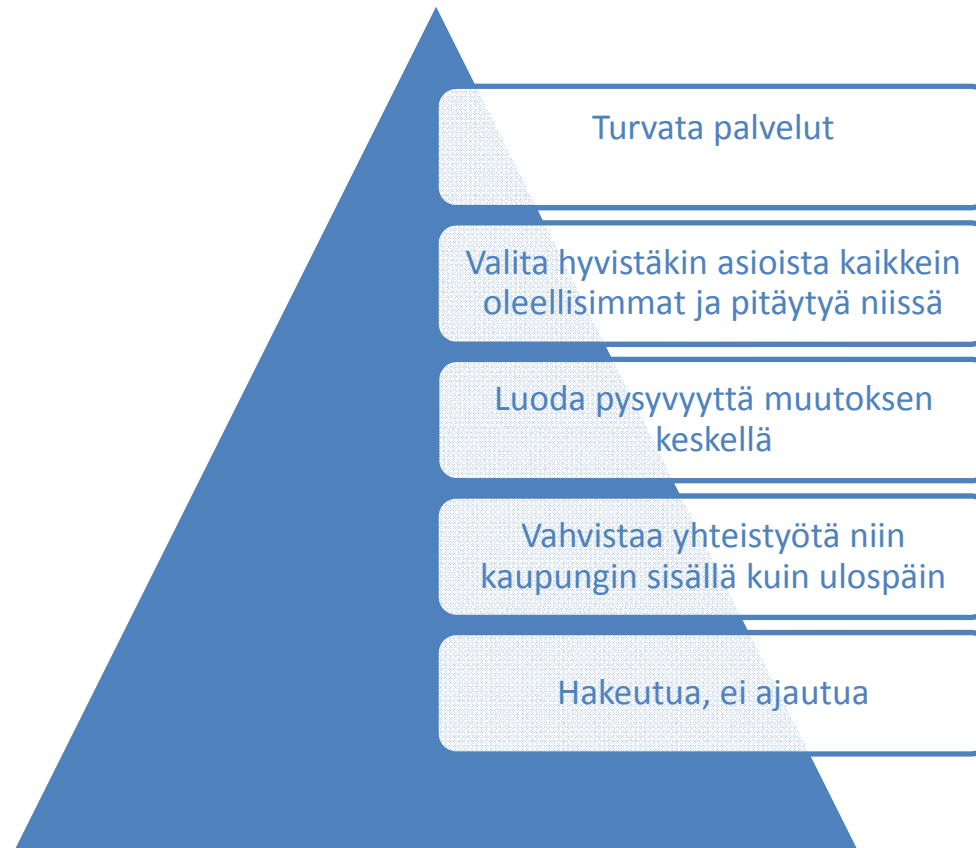 Turvata palvelut
Valita hyvistäkin asioista kaikkein
oleellisimmat ja pitäytyä niissä
Luoda pysyvyyttä muutoksen
keskellä
Vahvistaa yhteistyötä niin
kaupungin sisällä kuin ulospäin
Hakeutua, ei ajautua